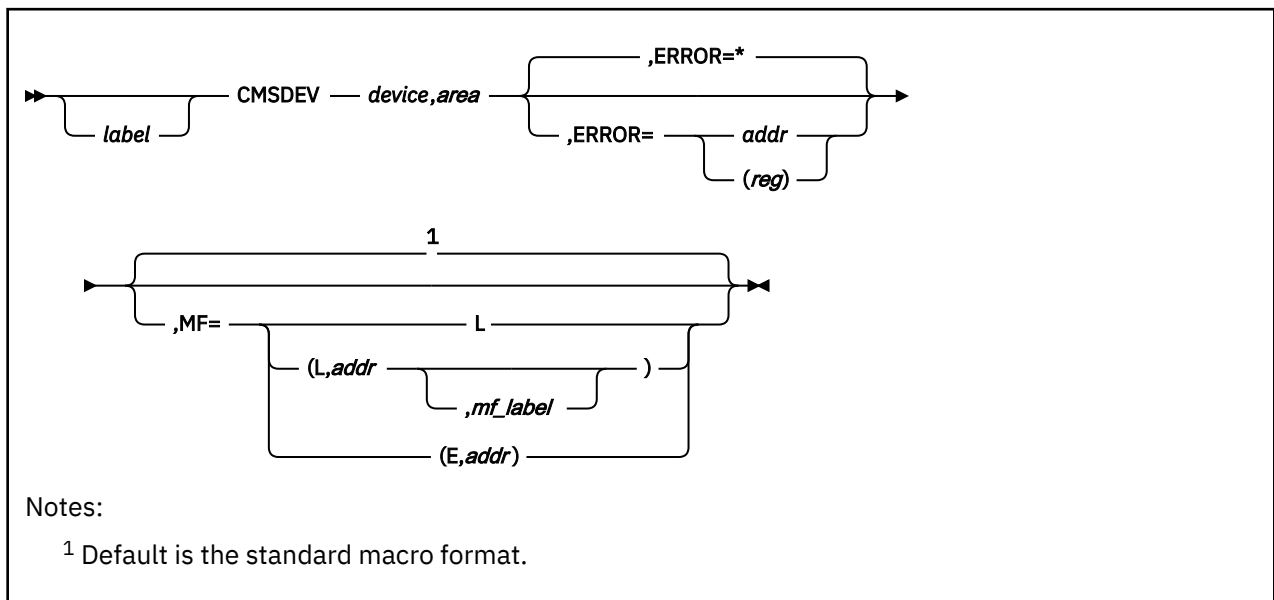 ,ERROR=*
CMSDEV device,area
label
,ERROR= addr
(reg)
1
,MF= L
(L,addr )
,mf_label
(E,addr)
Notes:
1 Default is the standard macro format.